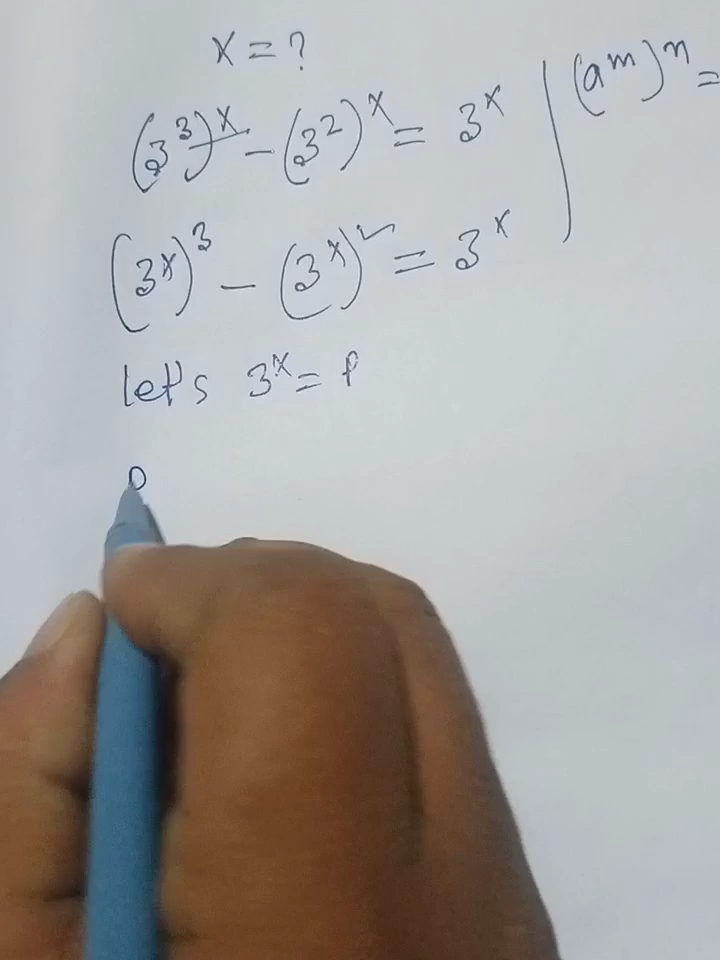 x = ?
(3³)ˣ - (3²)ˣ = 3ˣ | (aᵐ)ⁿ =
(3ˣ)³ - (3ˣ)² = 3ˣ
let's 3ˣ = P
P